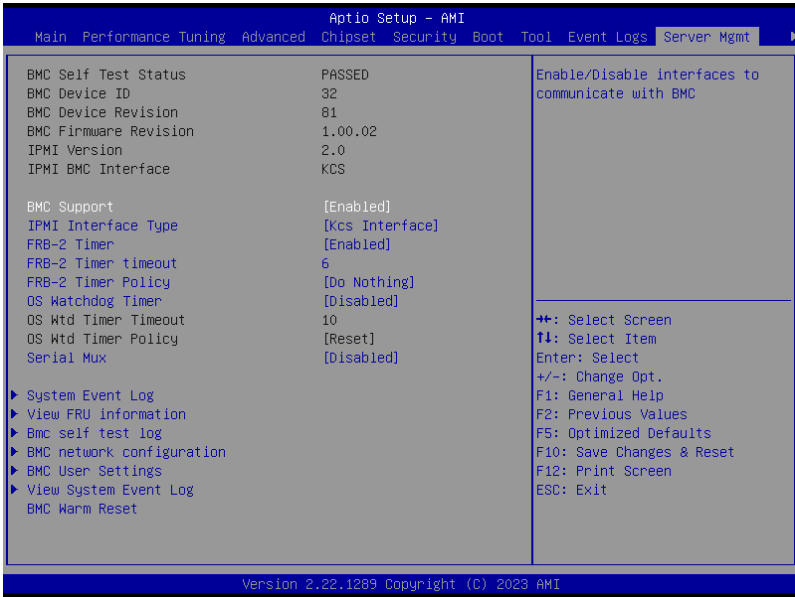 Aptio Setup – AMI
Main Performance Tuning Advanced Chipset Security Boot Tool Event Logs Server Mgmt
BMC Self Test Status PASSED
BMC Device ID 32
BMC Device Revision 81
BMC Firmware Revision 1.00.02
IPMI Version 2.0
IPMI BMC Interface KCS
BMC Support [Enabled]
IPMI Interface Type [Kcs Interface]
FRB-2 Timer [Enabled]
FRB-2 Timer timeout 6
FRB-2 Timer Policy [Do Nothing]
OS Watchdog Timer [Disabled]
OS Wtd Timer Timeout 10
OS Wtd Timer Policy [Reset]
Serial Mux [Disabled]
System Event Log
View FRU information
Bmc self test log
BMC network configuration
BMC User Settings
View System Event Log
BMC Warm Reset
Enable/Disable interfaces to
communicate with BMC
→←: Select Screen
↑↓: Select Item
Enter: Select
+/-: Change Opt.
F1: General Help
F2: Previous Values
F5: Optimized Defaults
F10: Save Changes & Reset
F12: Print Screen
ESC: Exit
Version 2.22.1289 Copyright (C) 2023 AMI